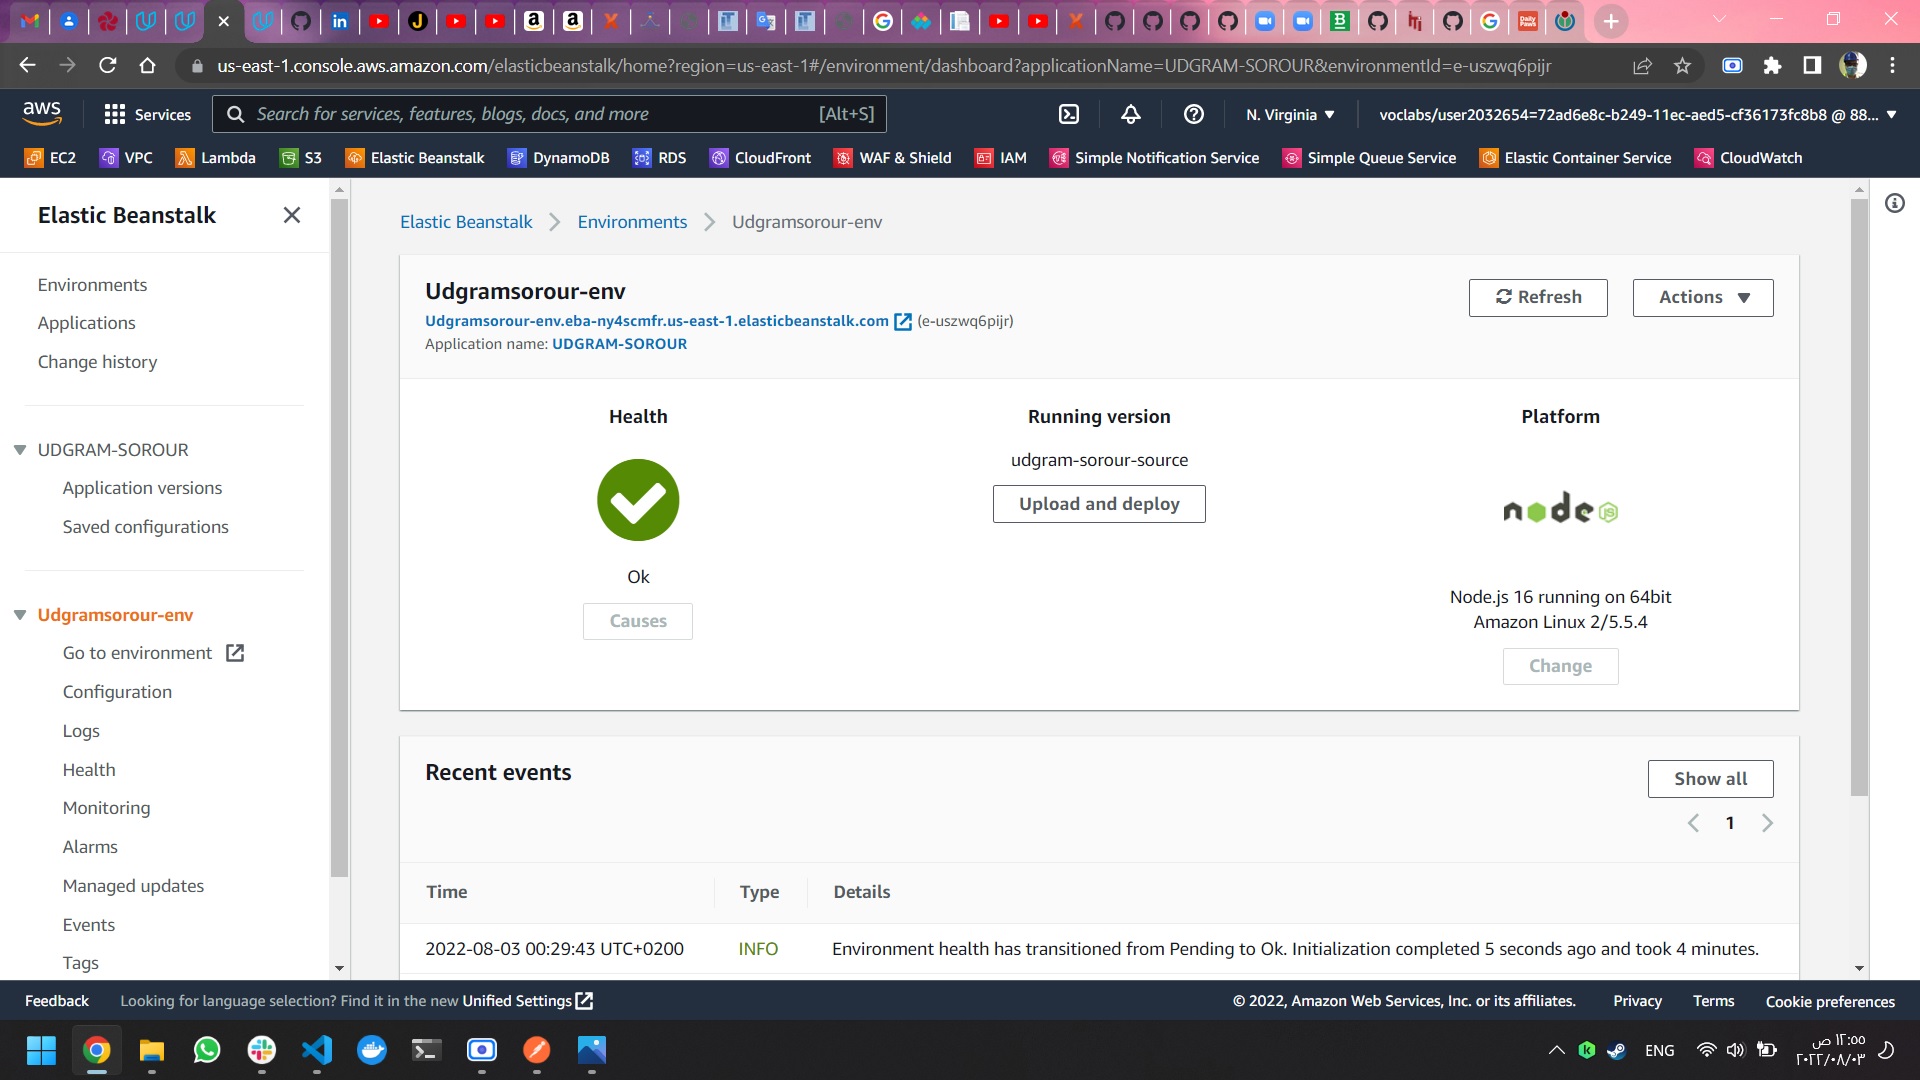 us-east-1.console.aws.amazon.com/elasticbeanstalk/home?region=us-east-1#/environment/dashboard?applicationName=UDGRAM-SOROUR&environmentId=e-uszwq6pijr
aws
Services
Search for services, features, blogs, docs, and more [Alt+S]
N. Virginia
voclabs/user2032654=72ad6e8c-b249-11ec-aed5-cf36173fc8b8 @ 88...
EC2 VPC Lambda S3 Elastic Beanstalk DynamoDB RDS CloudFront WAF & Shield IAM Simple Notification Service Simple Queue Service Elastic Container Service CloudWatch
Elastic Beanstalk
Environments
Applications
Change history
UDGRAM-SOROUR
Application versions
Saved configurations
Udgramsorour-env
Go to environment
Configuration
Logs
Health
Monitoring
Alarms
Managed updates
Events
Tags
Elastic Beanstalk Environments Udgramsorour-env
Udgramsorour-env
Udgramsorour-env.eba-ny4scmfr.us-east-1.elasticbeanstalk.com (e-uszwq6pijr)
Application name: UDGRAM-SOROUR
Refresh
Actions
Health
Ok
Causes
Running version
udgram-sorour-source
Upload and deploy
Platform
node JS
Node.js 16 running on 64bit
Amazon Linux 2/5.5.4
Change
Recent events
Show all
1
Time Type Details
2022-08-03 00:29:43 UTC+0200 INFO Environment health has transitioned from Pending to Ok. Initialization completed 5 seconds ago and took 4 minutes.
Feedback Looking for language selection? Find it in the new Unified Settings
© 2022, Amazon Web Services, Inc. or its affiliates. Privacy Terms Cookie preferences
ENG
١٢:٥٥ ص
٢٠٢٢/٠٨/٠٣